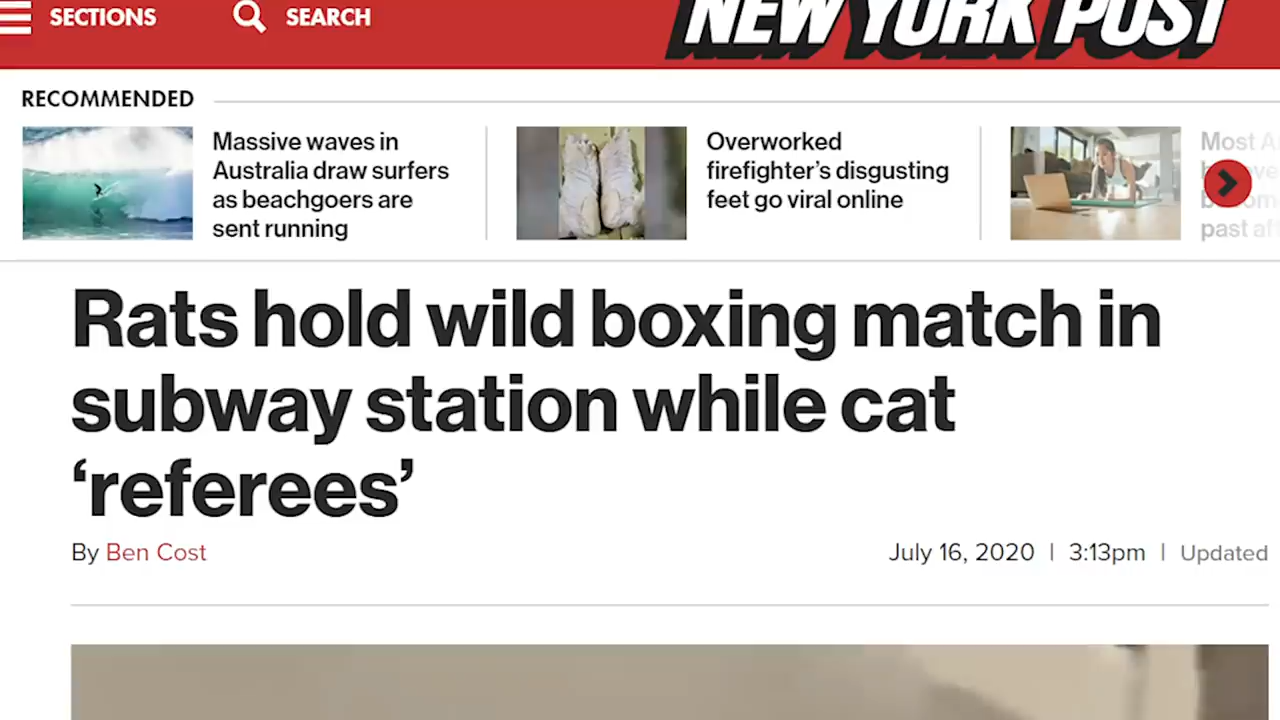 SECTIONS
SEARCH
NEW YORK POST
RECOMMENDED
Massive waves in
Australia draw surfers
as beachgoers are
sent running
Overworked
firefighter's disgusting
feet go viral online
Most
past
Rats hold wild boxing match in
subway station while cat
‘referees’
By Ben Cost
July 16, 2020 | 3:13pm | Updated